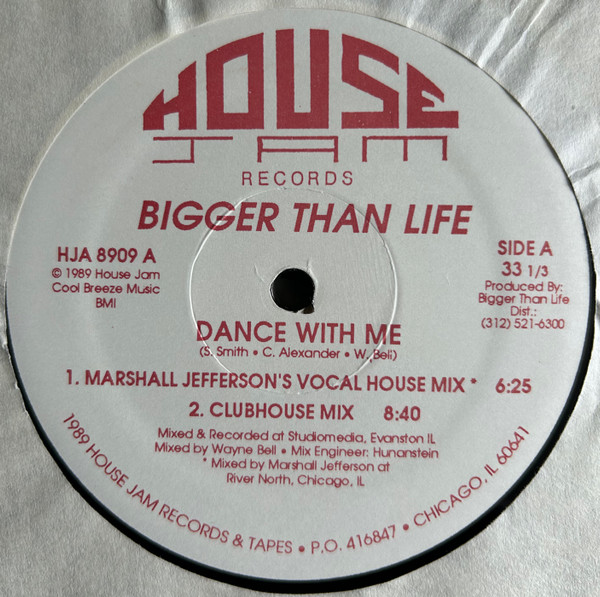 HOUSE
JAM
RECORDS
BIGGER THAN LIFE
HJA 8909 A
© 1989 House Jam
Cool Breeze Music
BMI
SIDE A
33 1/3
Produced By:
Bigger Than Life
Dist.:
(312) 521-6300
DANCE WITH ME
(S. Smith • C. Alexander • W. Bell)
1. MARSHALL JEFFERSON'S VOCAL HOUSE MIX * 6:25
2. CLUBHOUSE MIX 8:40
Mixed & Recorded at Studiomedia, Evanston IL
Mixed by Wayne Bell • Mix Engineer: Hunanstein
* Mixed by Marshall Jefferson at
River North, Chicago, IL
1989 HOUSE JAM RECORDS & TAPES • P.O. 416847 • CHICAGO, IL 60641